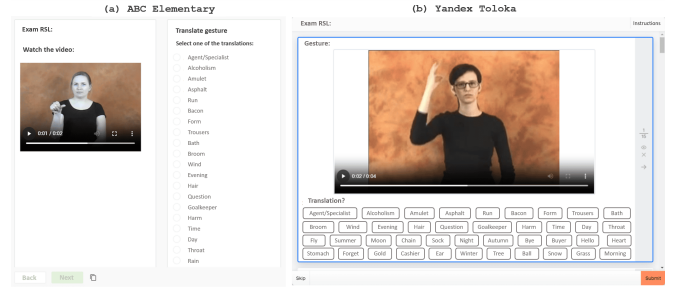 (a) ABC Elementary
Exam RSL:
Watch the video:
0:01 / 0:02
Translate gesture
Select one of the translations:
Agent/Specialist
Alcoholism
Amulet
Asphalt
Run
Bacon
Form
Trousers
Bath
Broom
Wind
Evening
Hair
Question
Goalkeeper
Harm
Time
Day
Throat
Rain
Back Next
(b) Yandex Toloka
Exam RSL: Instructions
Gesture:
0:02 / 0:04
1
15
Translation?
Agent/Specialist Alcoholism Amulet Asphalt Run Bacon Form Trousers Bath
Broom Wind Evening Hair Question Goalkeeper Harm Time Day Throat
Fly Summer Moon Chain Sock Night Autumn Bye Buyer Hello Heart
Stomach Forget Gold Cashier Ear Winter Tree Ball Snow Grass Morning
Skip Submit